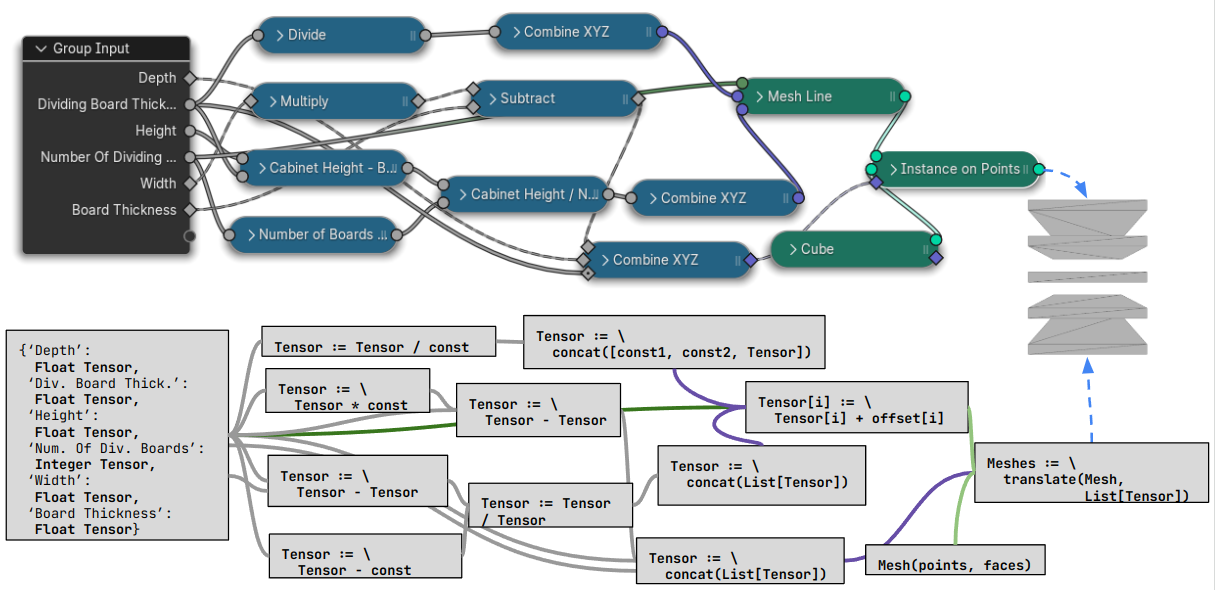 Group Input
Depth
Dividing Board Thick...
Height
Number Of Dividing ...
Width
Board Thickness
Divide
Combine XYZ
Multiply
Subtract
Mesh Line
Cabinet Height - B...
Instance on Points
Cabinet Height / N...
Combine XYZ
Number of Boards ...
Combine XYZ
Cube
{‘Depth’:
Float Tensor,
‘Div. Board Thick.’:
Float Tensor,
‘Height’:
Float Tensor,
‘Num. Of Div. Boards’:
Integer Tensor,
‘Width’:
Float Tensor,
‘Board Thickness’:
Float Tensor}
Tensor := Tensor / const
Tensor := \
concat([const1, const2, Tensor])
Tensor := \
Tensor * const
Tensor := \
Tensor - Tensor
Tensor[i] := \
Tensor[i] + offset[i]
Tensor := \
Tensor - Tensor
Tensor := Tensor
/ Tensor
Tensor := \
concat(List[Tensor])
Meshes := \
translate(Mesh,
List[Tensor])
Tensor := \
Tensor - const
Tensor := \
concat(List[Tensor])
Mesh(points, faces)